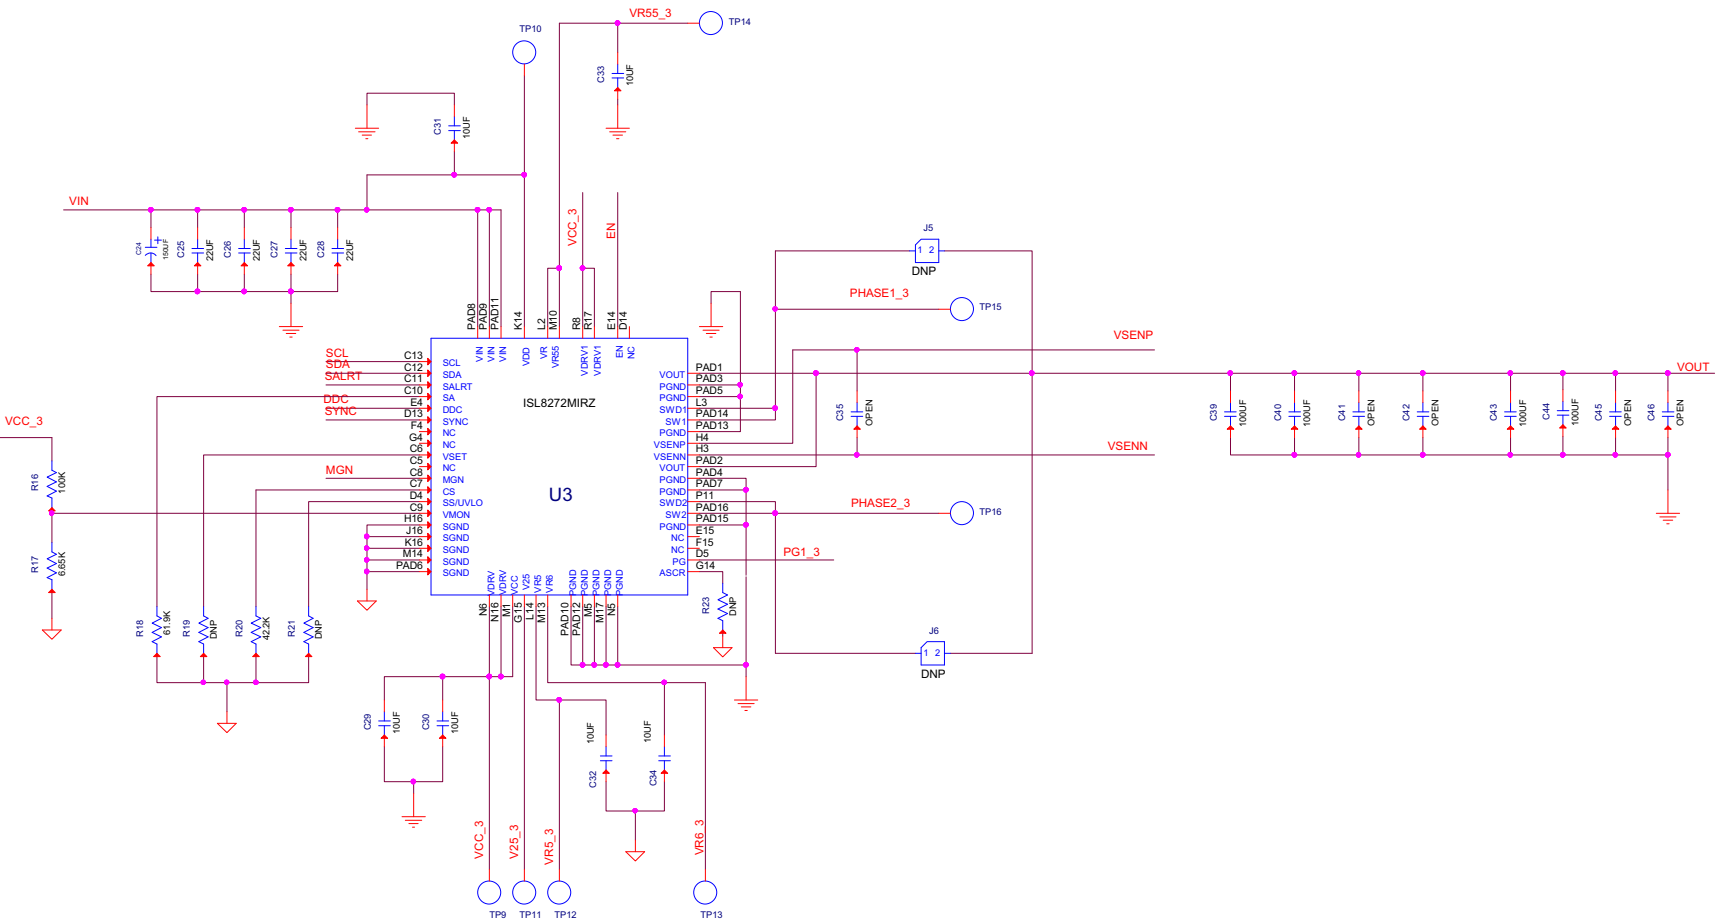 VR55_3
TP14
TP10
C33
10UF
C31
10UF
VIN
C24
150UF
+
C25
22UF
C26
22UF
C27
22UF
C28
22UF
VCC_3
EN
J5
1 2
DNP
PHASE1_3
TP15
PAD8
PAD9
PAD11
K14
L2
M10
R8
R17
E14
D14
VIN
VIN
VIN
VDD
VR
VR55
VDRV1
VDRV1
EN
NC
VSENP
VOUT
SCL
C13
SCL
SDA
C12
SDA
SALRT
C11
SALRT
C10
SA
DDC
E4
DDC
SYNC
D13
SYNC
F4
NC
G4
NC
C6
VSET
C5
NC
MGN
C8
MGN
C7
CS
D4
SS/UVLO
C9
VMON
H16
SGND
J16
SGND
K16
SGND
M14
SGND
PAD6
SGND
ISL8272MIRZ
U3
VOUT
PAD1
PGND
PAD3
PGND
PAD5
SWD1
L3
SW1
PAD14
PGND
PAD13
VSENP
H4
VSENN
H3
VOUT
PAD2
PGND
PAD4
PGND
PAD7
SWD2
P11
SW2
PAD16
PGND
PAD15
NC
E15
NC
F15
PG
D5
ASCR
G14
C35
OPEN
VSENN
C39
100UF
C40
100UF
C41
OPEN
C42
OPEN
C43
100UF
C44
100UF
C45
OPEN
C46
OPEN
VCC_3
R16
100K
R17
6.65K
PHASE2_3
TP16
PG1_3
R18
61.9K
R19
DNP
R20
42.2K
R21
DNP
VDRV
VDRV
VCC
V25
VR5
VR6
PGND
PGND
PGND
PGND
PGND
N6
N16
M1
G15
L14
M13
PAD10
PAD12
M5
M17
N5
R23
DNP
J6
1 2
DNP
C29
10UF
C30
10UF
C32
10UF
C34
10UF
VCC_3
V25_3
VR5_3
VR6_3
TP9
TP11
TP12
TP13